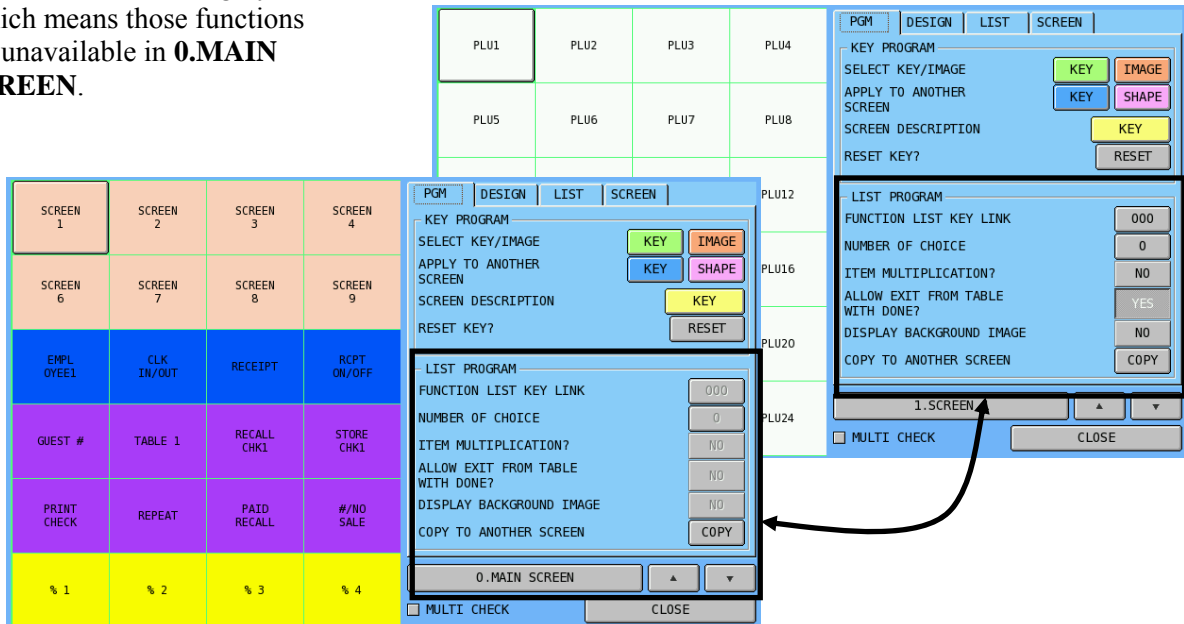 which means those functions
unavailable in 0.MAIN
SCREEN.
PLU1 PLU2 PLU3 PLU4
PLU5 PLU6 PLU7 PLU8
PLU12
PLU16
PLU20
PLU24
PGM DESIGN LIST SCREEN
KEY PROGRAM
SELECT KEY/IMAGE KEY IMAGE
APPLY TO ANOTHER
SCREEN KEY SHAPE
SCREEN DESCRIPTION KEY
RESET KEY? RESET
LIST PROGRAM
FUNCTION LIST KEY LINK 000
NUMBER OF CHOICE 0
ITEM MULTIPLICATION? NO
ALLOW EXIT FROM TABLE
WITH DONE? YES
DISPLAY BACKGROUND IMAGE NO
COPY TO ANOTHER SCREEN COPY
1.SCREEN ▲ ▼
MULTI CHECK CLOSE
SCREEN
1
SCREEN
2
SCREEN
3
SCREEN
4
SCREEN
6
SCREEN
7
SCREEN
8
SCREEN
9
EMPL
OYEE1
CLK
IN/OUT
RECEIPT
RCPT
ON/OFF
GUEST #
TABLE 1
RECALL
CHK1
STORE
CHK1
PRINT
CHECK
REPEAT
PAID
RECALL
#/NO
SALE
% 1
% 2
% 3
% 4
PGM DESIGN LIST SCREEN
KEY PROGRAM
SELECT KEY/IMAGE KEY IMAGE
APPLY TO ANOTHER
SCREEN KEY SHAPE
SCREEN DESCRIPTION KEY
RESET KEY? RESET
LIST PROGRAM
FUNCTION LIST KEY LINK 000
NUMBER OF CHOICE 0
ITEM MULTIPLICATION? NO
ALLOW EXIT FROM TABLE
WITH DONE? NO
DISPLAY BACKGROUND IMAGE NO
COPY TO ANOTHER SCREEN COPY
0.MAIN SCREEN ▲ ▼
MULTI CHECK CLOSE